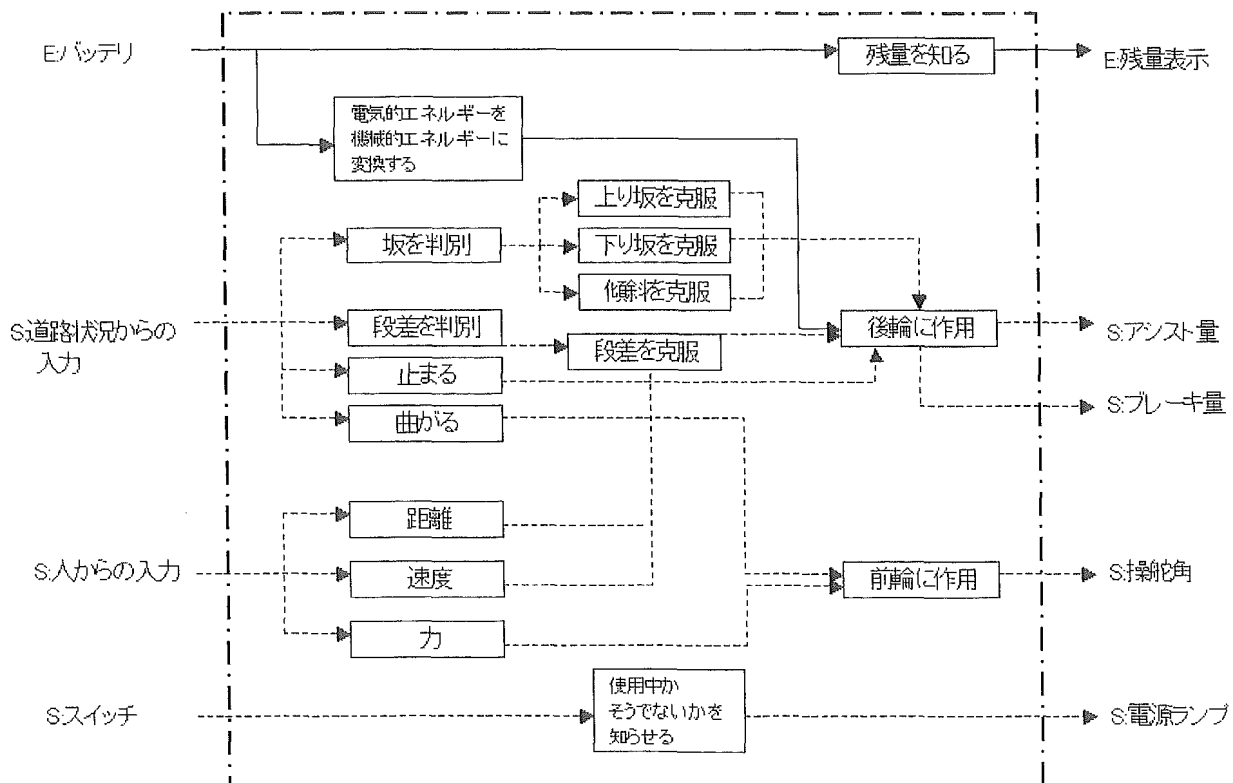 E:バッテリ
残量を知る
E:残量表示
電気的エネルギーを
機械的エネルギーに
変換する
上り坂を克服
坂を判別
下り坂を克服
傾斜を克服
S:道路状況からの
入力
段差を判別
段差を克服
後輪に作用
S:アシスト量
止まる
曲がる
S:ブレーキ量
距離
S:人からの入力
速度
前輪に作用
S:操舵角
力
S:スイッチ
使用中か
そうでないかを
知らせる
S:電源ランプ